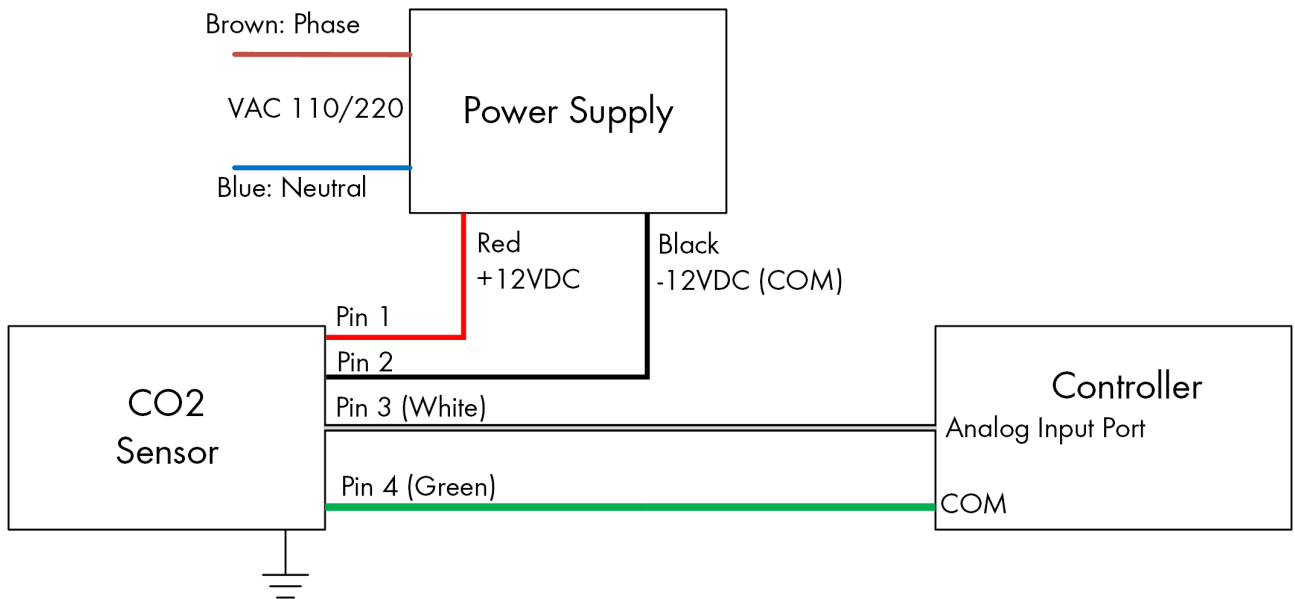 Brown: Phase
VAC 110/220
Blue: Neutral
Power Supply
Red
+12VDC
Black
-12VDC (COM)
Pin 1
Pin 2
Pin 3 (White)
Pin 4 (Green)
CO2
Sensor
Controller
Analog Input Port
COM